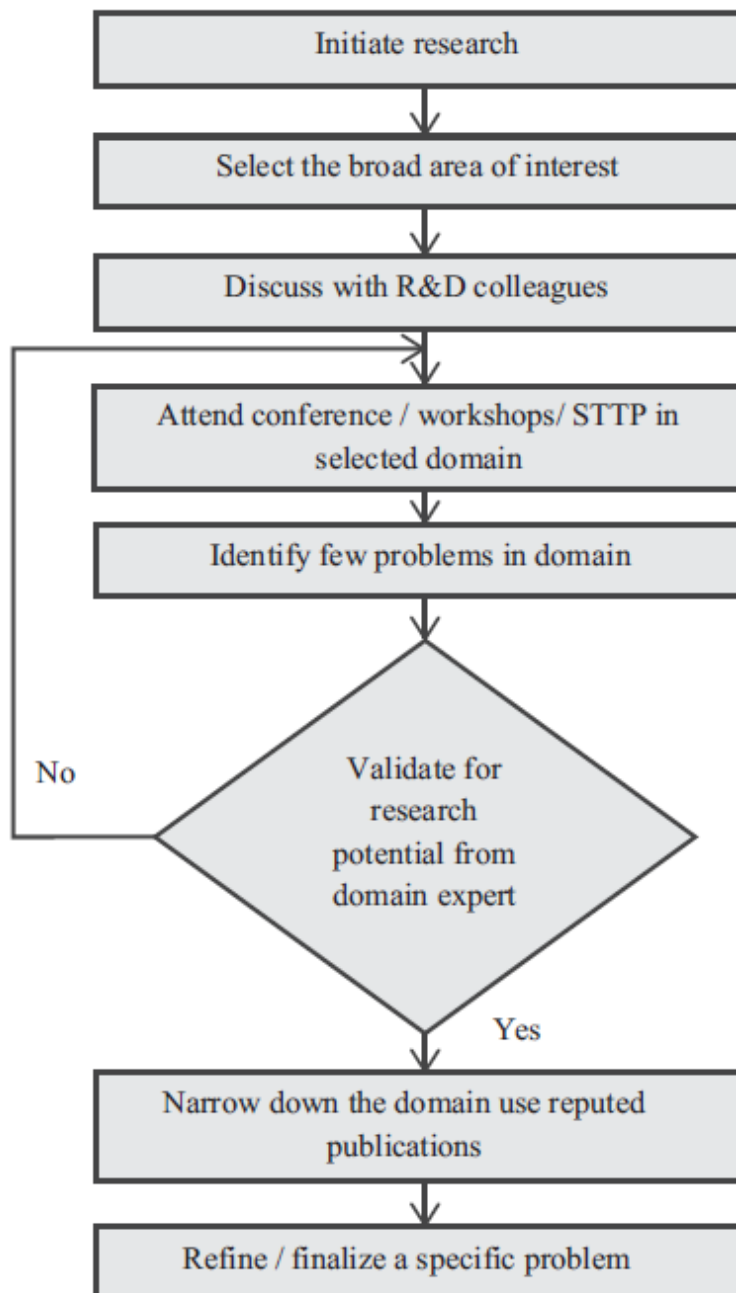 Initiate research
Select the broad area of interest
Discuss with R&D colleagues
Attend conference / workshops/ STTP in
selected domain
Identify few problems in domain
No
Validate for
research
potential from
domain expert
Yes
Narrow down the domain use reputed
publications
Refine / finalize a specific problem